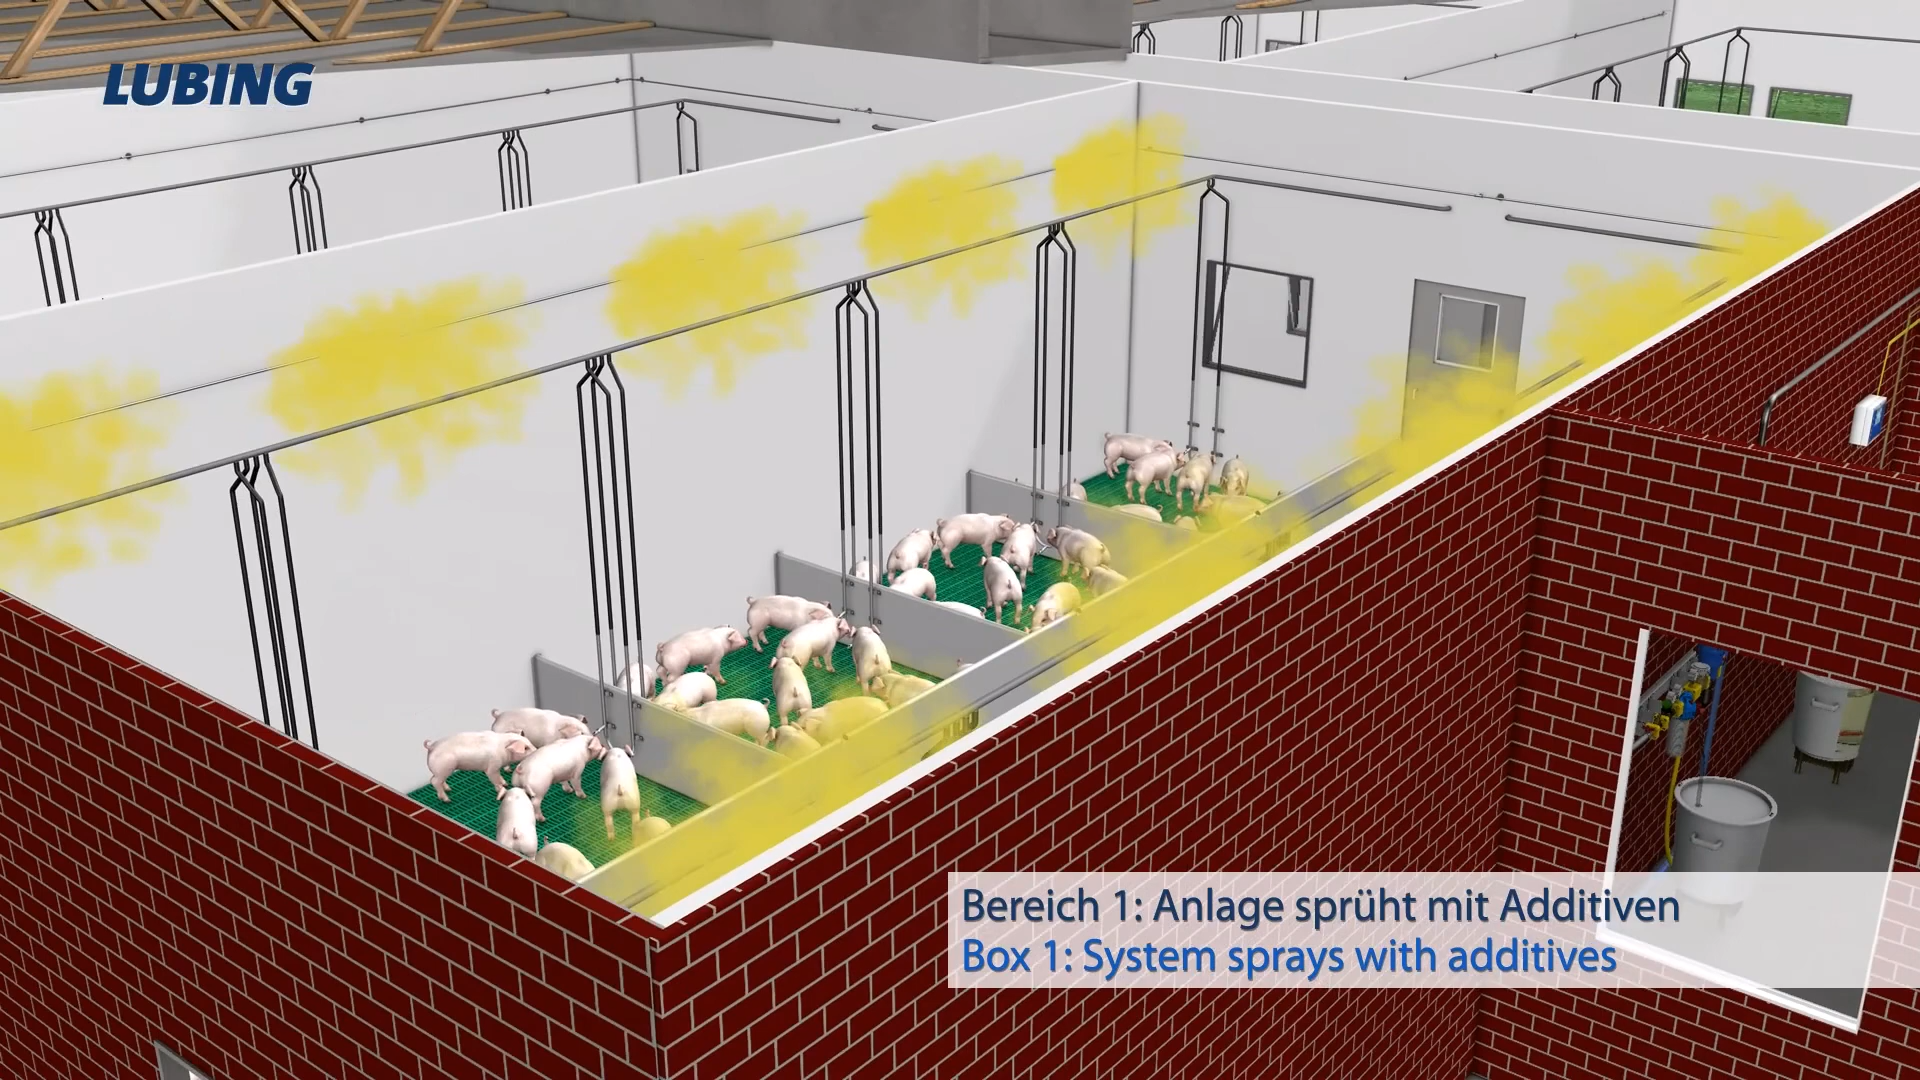 LUBING
Bereich 1: Anlage sprüht mit Additiven
Box 1: System sprays with additives